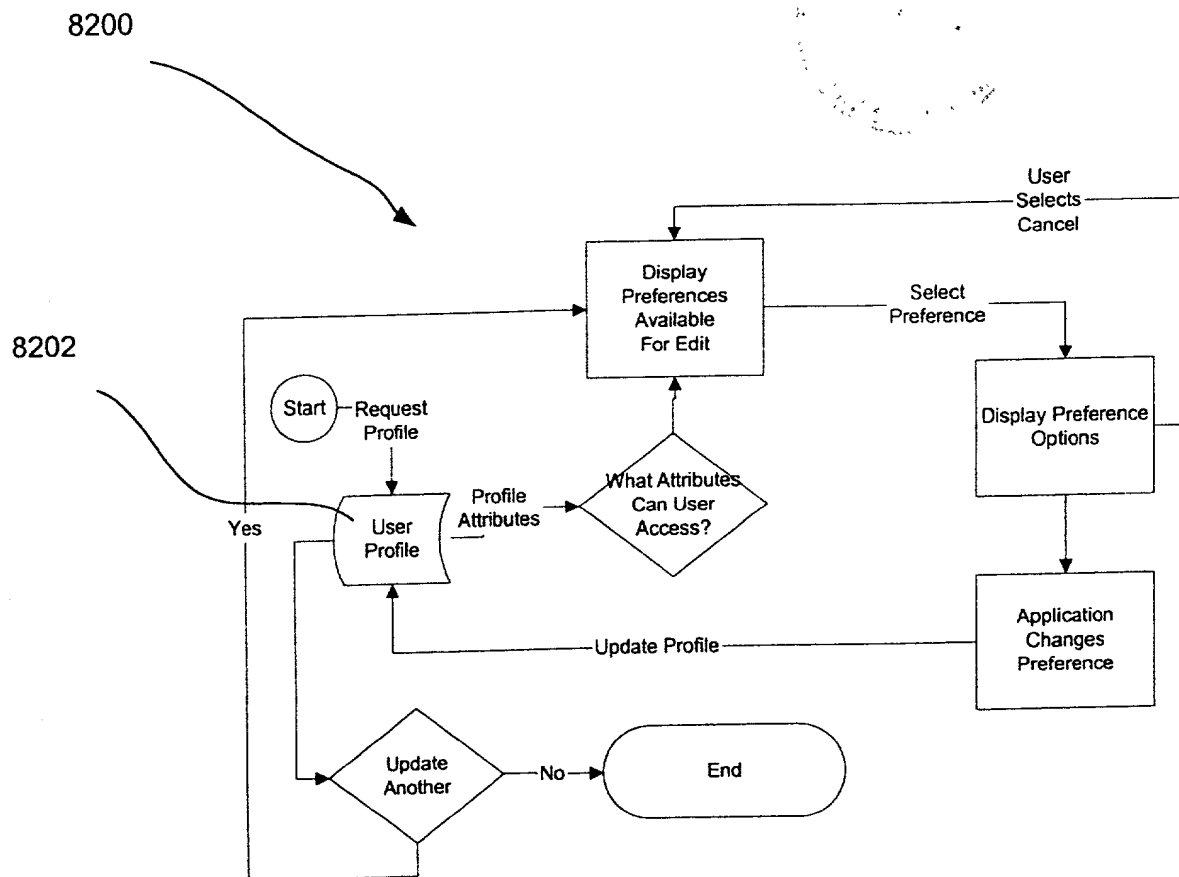 8200
User
Selects
Cancel
Display
Preferences
Available
For Edit
Select
Preference
8202
Start
Request
Profile
Display Preference
Options
What Attributes
Can User
Access?
Profile
Attributes
User
Profile
Yes
Application
Changes
Preference
Update Profile
Update
Another
No
End